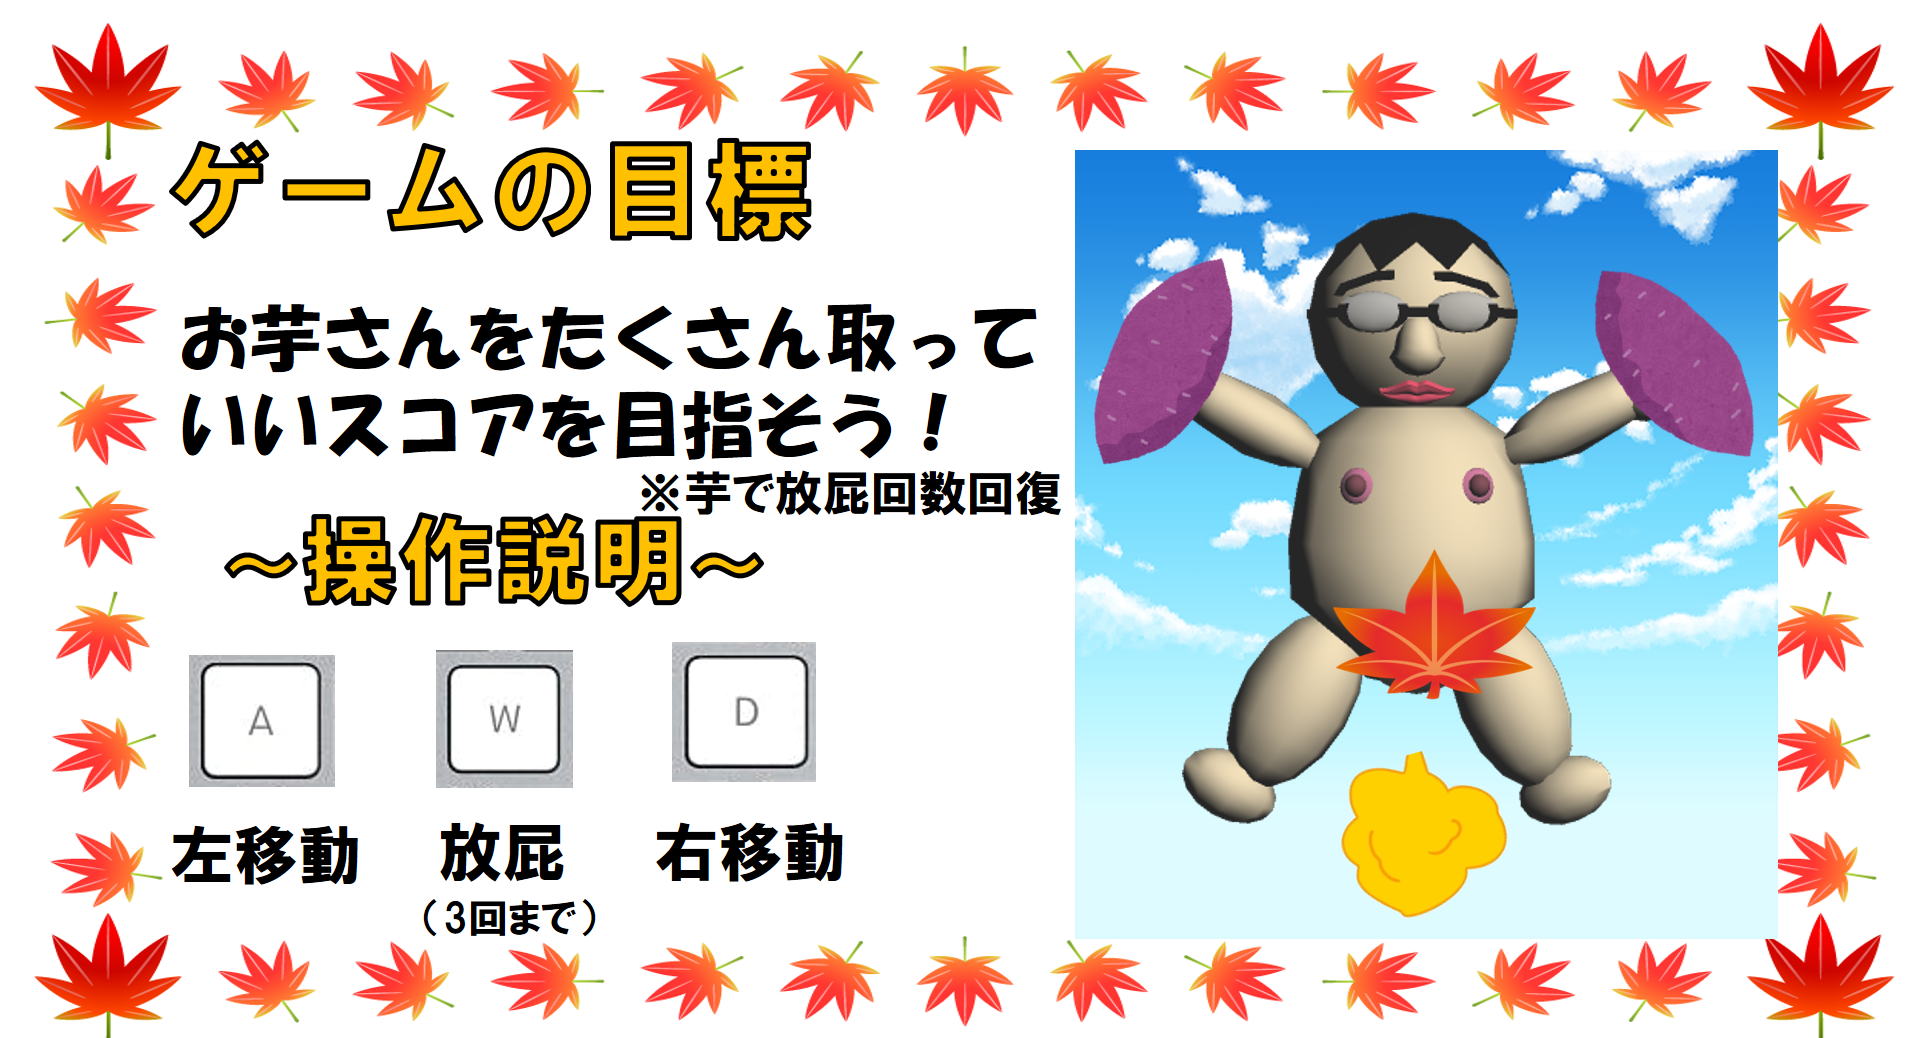 ゲームの目標
お芋さんをたくさん取って
いいスコアを目指そう！
※芋で放屁回数回復
～操作説明～
A W D
左移動 放屁 右移動
（3回まで）